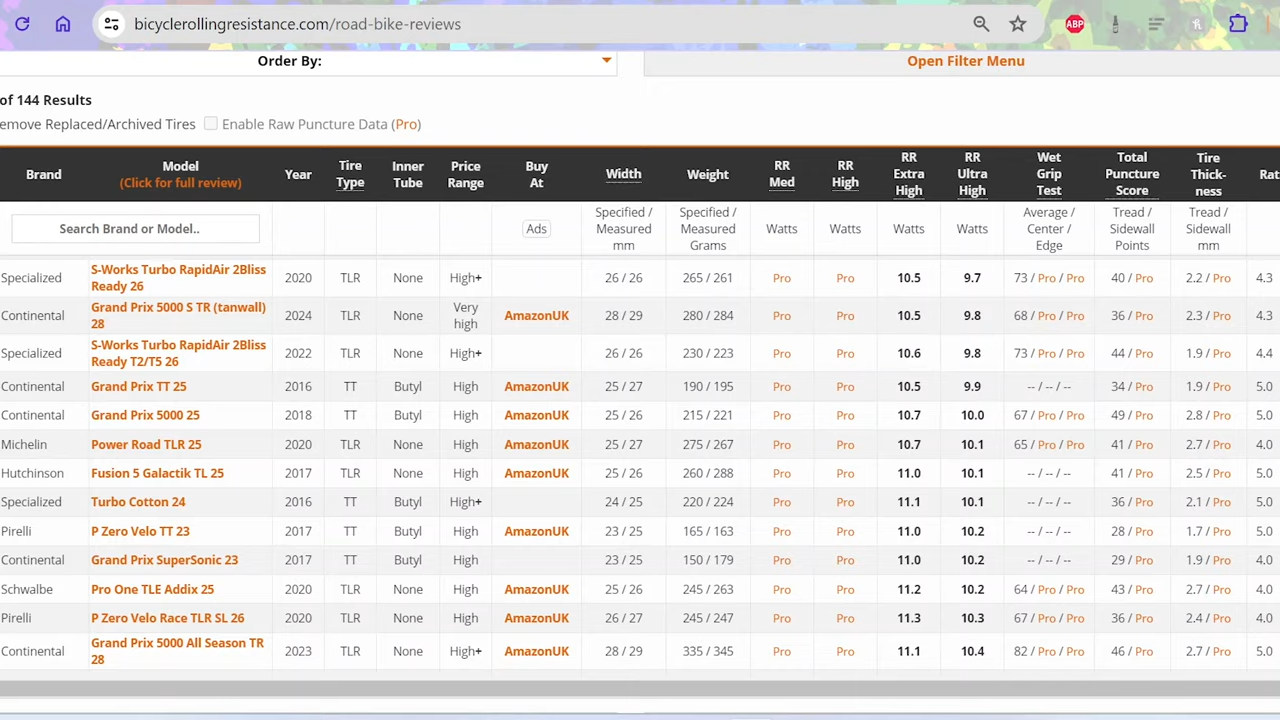 bicyclerollingresistance.com/road-bike-reviews
ABP
Order By:
Open Filter Menu
of 144 Results
emove Replaced/Archived Tires Enable Raw Puncture Data (Pro)
Brand Model (Click for full review) Year Tire Type Inner Tube Price Range Buy At Width Weight RR Med RR High RR Extra High RR Ultra High Wet Grip Test Total Puncture Score Tire Thick-ness Rat
Search Brand or Model.. Ads Specified / Measured mm Specified / Measured Grams Watts Watts Watts Watts Average / Center / Edge Tread / Sidewall Points Tread / Sidewall mm
Specialized S-Works Turbo RapidAir 2Bliss Ready 26 2020 TLR None High+ 26 / 26 265 / 261 Pro Pro 10.5 9.7 73 / Pro / Pro 40 / Pro 2.2 / Pro 4.3
Continental Grand Prix 5000 S TR (tanwall) 28 2024 TLR None Very high AmazonUK 28 / 29 280 / 284 Pro Pro 10.5 9.8 68 / Pro / Pro 36 / Pro 2.3 / Pro 4.3
Specialized S-Works Turbo RapidAir 2Bliss Ready T2/T5 26 2022 TLR None High+ 26 / 26 230 / 223 Pro Pro 10.6 9.8 73 / Pro / Pro 44 / Pro 1.9 / Pro 4.4
Continental Grand Prix TT 25 2016 TT Butyl High AmazonUK 25 / 27 190 / 195 Pro Pro 10.5 9.9 -- / -- / -- 34 / Pro 1.9 / Pro 5.0
Continental Grand Prix 5000 25 2018 TT Butyl High AmazonUK 25 / 26 215 / 221 Pro Pro 10.7 10.0 67 / Pro / Pro 49 / Pro 2.8 / Pro 5.0
Michelin Power Road TLR 25 2020 TLR None High AmazonUK 25 / 27 275 / 267 Pro Pro 10.7 10.1 65 / Pro / Pro 41 / Pro 2.7 / Pro 4.0
Hutchinson Fusion 5 Galactik TL 25 2017 TLR None High AmazonUK 25 / 26 260 / 288 Pro Pro 11.0 10.1 -- / -- / -- 41 / Pro 2.5 / Pro 5.0
Specialized Turbo Cotton 24 2016 TT Butyl High+ 24 / 25 220 / 224 Pro Pro 11.1 10.1 -- / -- / -- 36 / Pro 2.1 / Pro 5.0
Pirelli P Zero Velo TT 23 2017 TT Butyl High AmazonUK 23 / 25 165 / 163 Pro Pro 11.0 10.2 -- / -- / -- 28 / Pro 1.7 / Pro 5.0
Continental Grand Prix SuperSonic 23 2017 TT Butyl High 23 / 25 150 / 179 Pro Pro 11.0 10.2 -- / -- / -- 29 / Pro 1.9 / Pro 4.0
Schwalbe Pro One TLE Addix 25 2020 TLR None High AmazonUK 25 / 26 245 / 263 Pro Pro 11.2 10.2 64 / Pro / Pro 43 / Pro 2.7 / Pro 4.0
Pirelli P Zero Velo Race TLR SL 26 2020 TLR None High AmazonUK 26 / 27 245 / 247 Pro Pro 11.3 10.3 67 / Pro / Pro 36 / Pro 2.4 / Pro 4.0
Continental Grand Prix 5000 All Season TR 28 2023 TLR None High+ AmazonUK 28 / 29 335 / 345 Pro Pro 11.1 10.4 82 / Pro / Pro 46 / Pro 2.7 / Pro 5.0